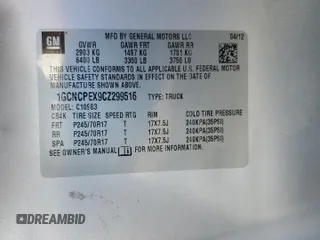 GM
MFD BY GENERAL MOTORS LLC
04/12
GVWR GAWR FRT GAWR RR
2903 KG 1497 KG 1701 KG
6400 LB 3300 LB 3750 LB
THIS VEHICLE CONFORMS TO ALL APPLICABLE U.S. FEDERAL MOTOR
VEHICLE SAFETY STANDARDS IN EFFECT ON THE DATE OF
MANUFACTURE SHOWN ABOVE.
1GCNCPEX9CZ299516 TYPE: TRUCK
MODEL: C10903
TIRE SIZE SPEED RTG RIM COLD TIRE PRESSURE
FRT P245/70R17 T 17X7.5J 240KPA(35PSI)
RR P245/70R17 T 17X7.5J 240KPA(35PSI)
SPA P245/70R17 T 17X7.5J 240KPA(35PSI)
SEE OWNER'S MANUAL FOR MORE INFORMATION.
DREAMBID